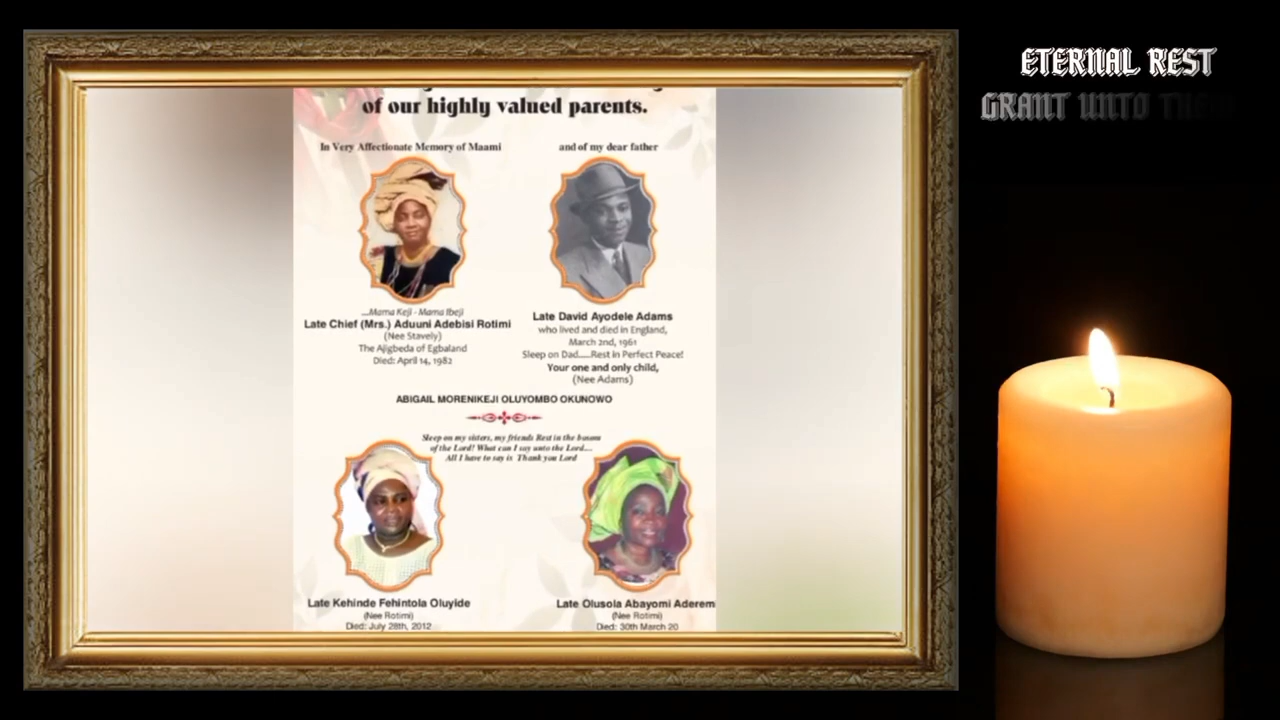 of our highly valued parents.
In Very Affectionate Memory of Maami
and of my dear father
....Mama Keji - Mama Ibeji
Late Chief (Mrs.) Aduuni Adebisi Rotimi
(Nee Stavely)
The Ajigbeda of Egbaland
Died: April 14, 1982
Late David Ayodele Adams
who lived and died in England,
March 2nd, 1961
Sleep on Dad.....Rest in Perfect Peace!
Your one and only child,
(Nee Adams)
ABIGAIL MORENIKEJI OLUYOMBO OKUNOWO
Sleep on my sisters, my friends Rest in the bosom
of the Lord! What can I say unto the Lord....
All I have to say is Thank you Lord
Late Kehinde Fehintola Oluyide
(Nee Rotimi)
Died: July 28th, 2012
Late Olusola Abayomi Aderem
(Nee Rotimi)
Died: 30th March 20
ETERNAL REST
GRANT UNTO THEM